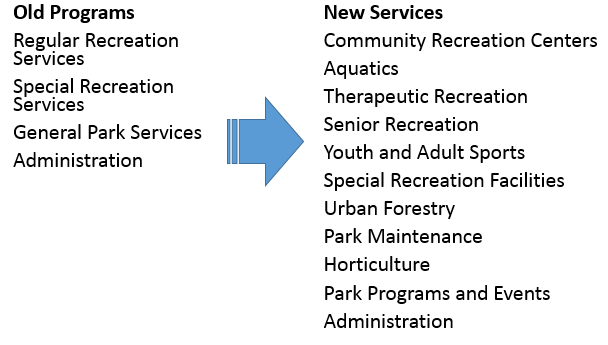 Old Programs
Regular Recreation
Services
Special Recreation
Services
General Park Services
Administration
New Services
Community Recreation Centers
Aquatics
Therapeutic Recreation
Senior Recreation
Youth and Adult Sports
Special Recreation Facilities
Urban Forestry
Park Maintenance
Horticulture
Park Programs and Events
Administration